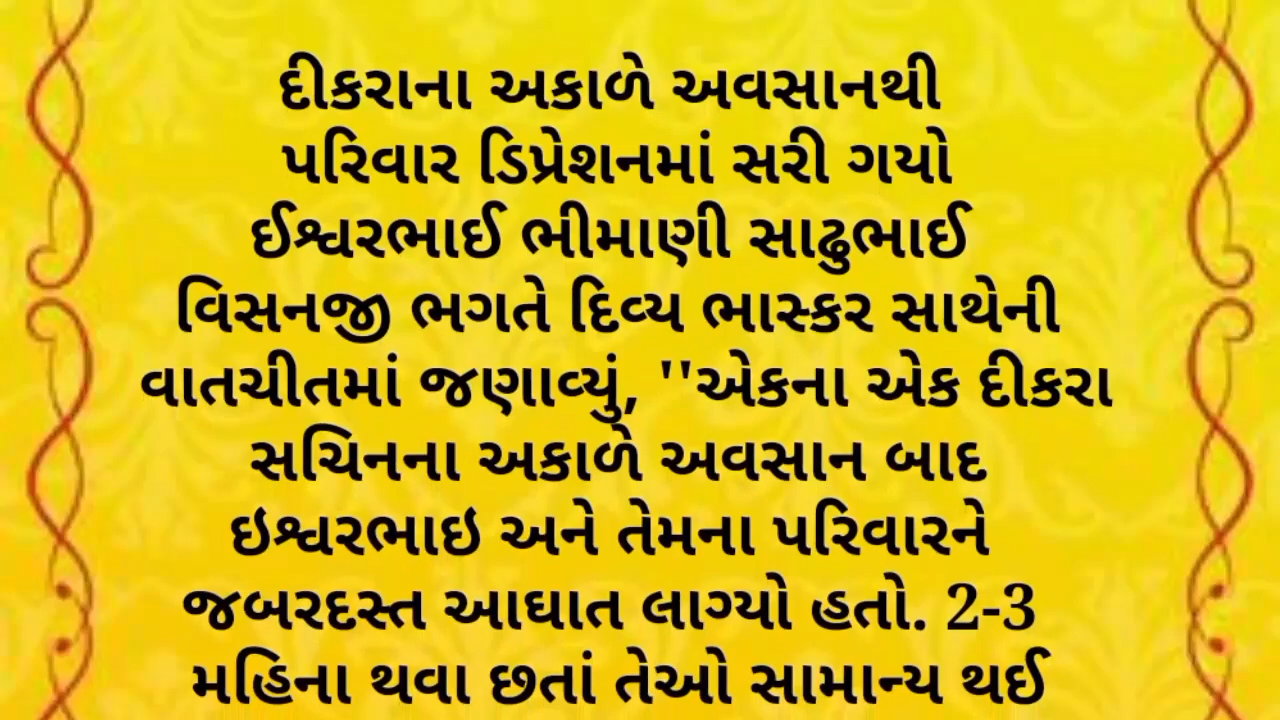 દીકરાના અકાળે અવસાનથી
પરિવાર ડિપ્રેશનમાં સરી ગયો
ઈશ્વરભાઈ ભીમાણી સાઢુભાઈ
વિસનજી ભગતે દિવ્ય ભાસ્કર સાથેની
વાતચીતમાં જણાવ્યું, ''એકના એક દીકરા
સચિનના અકાળે અવસાન બાદ
ઇશ્વરભાઇ અને તેમના પરિવારને
જબરદસ્ત આઘાત લાગ્યો હતો. 2-3
મહિના થવા છતાં તેઓ સામાન્ય થઈ